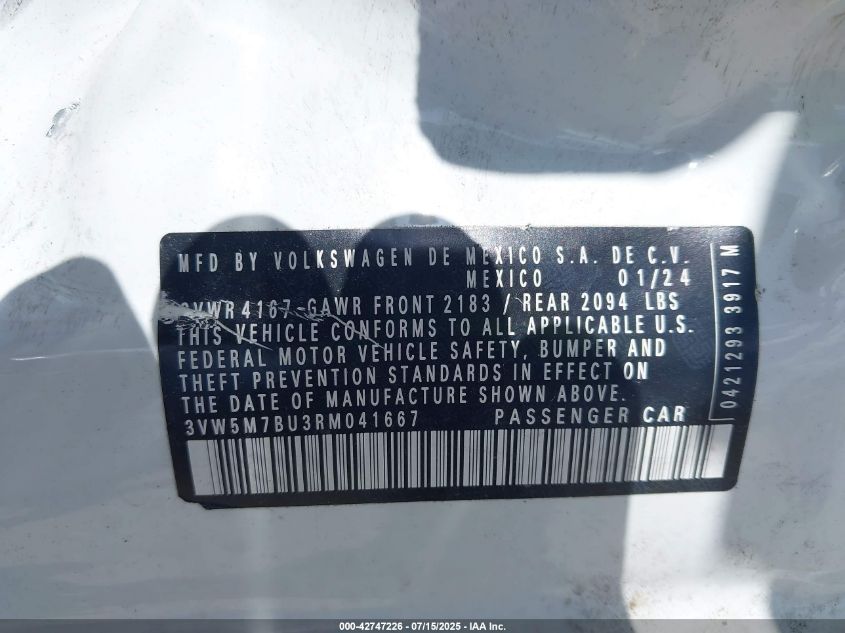 MFD BY VOLKSWAGEN DE MEXICO S.A. DE C.V.
MEXICO 01/24
GVWR 4167-GAWR FRONT 2183 / REAR 2094 LBS
THIS VEHICLE CONFORMS TO ALL APPLICABLE U.S.
FEDERAL MOTOR VEHICLE SAFETY, BUMPER AND
THEFT PREVENTION STANDARDS IN EFFECT ON
THE DATE OF MANUFACTURE SHOWN ABOVE.
3VW5M7BU3RM041667 PASSENGER CAR
0421293 3917 M
000-42747226 - 07/15/2025 - IAA Inc.